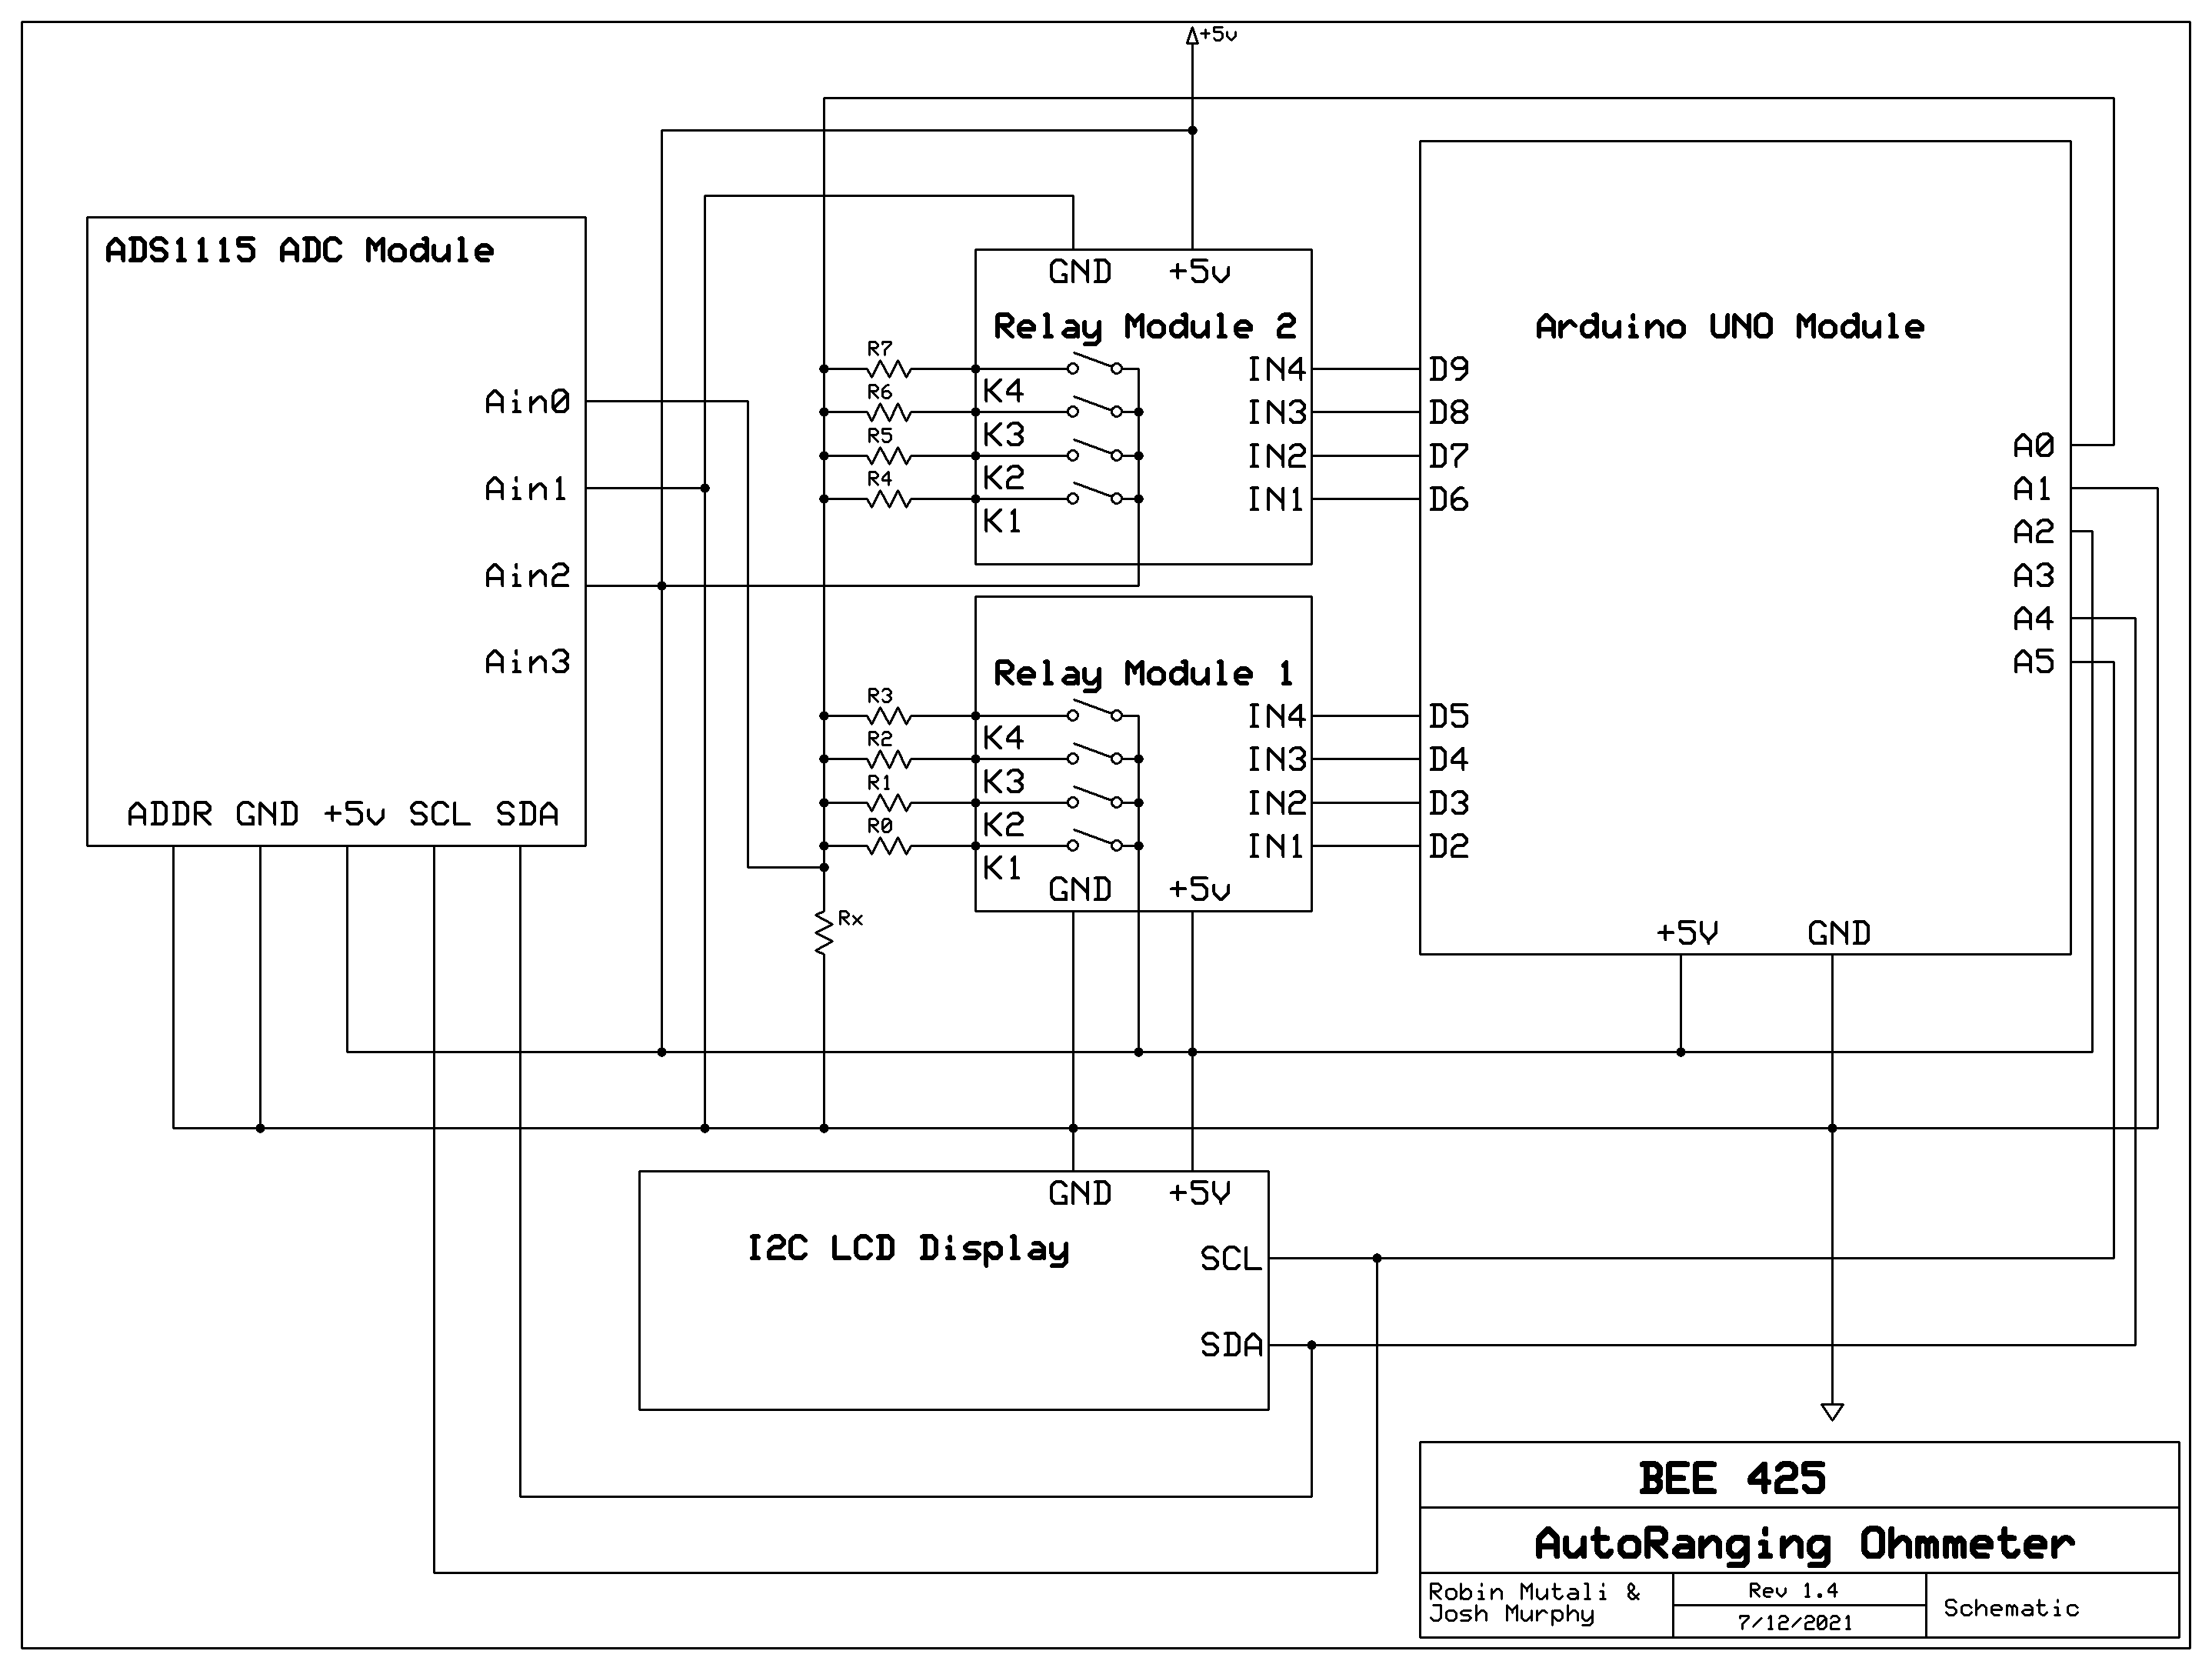 +5v
ADS1115 ADC Module
Ain0
Ain1
Ain2
Ain3
ADDR GND +5v SCL SDA
GND +5v
Relay Module 2
R7
K4
IN4
R6
K3
IN3
R5
K2
IN2
R4
K1
IN1
Relay Module 1
R3
K4
IN4
R2
K3
IN3
R1
K2
IN2
R0
K1
IN1
GND +5v
Rx
Arduino UNO Module
D9
D8
D7
D6
D5
D4
D3
D2
A0
A1
A2
A3
A4
A5
+5V GND
GND +5V
I2C LCD Display
SCL
SDA
BEE 425
AutoRanging Ohmmeter
Robin Mutali &
Josh Murphy
Rev 1.4
7/12/2021
Schematic